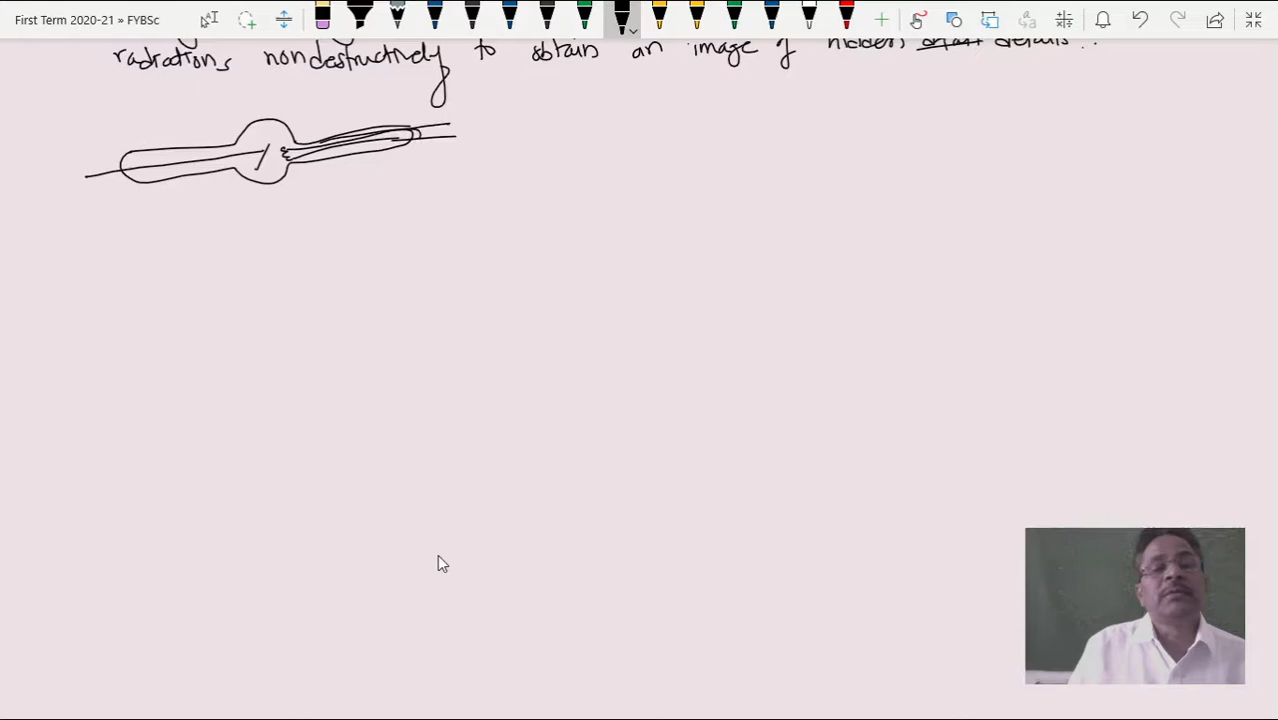 First Term 2020-21 » FYBSc
radiations nondestructively to obtain an image of hidden details.